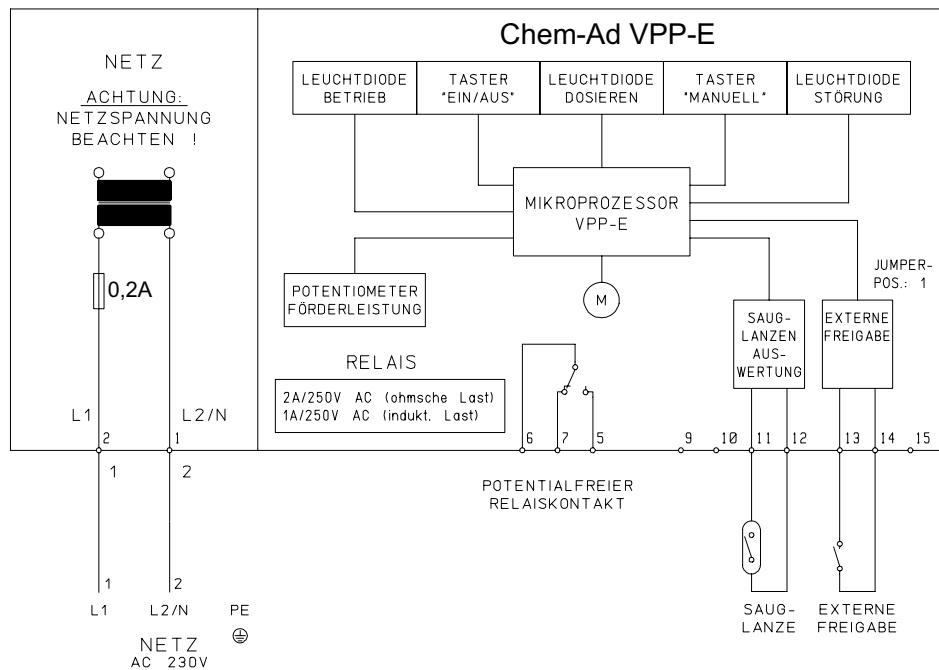 Chem-Ad VPP-E
NETZ
ACHTUNG:
NETZSPANNUNG
BEACHTEN !
LEUCHTDIODE
BETRIEB
TASTER
"EIN/AUS"
LEUCHTDIODE
DOSIEREN
TASTER
"MANUELL"
LEUCHTDIODE
STÖRUNG
MIKROPROZESSOR
VPP-E
0,2A
POTENTIOMETER
FÖRDERLEISTUNG
M
JUMPER-
POS.: 1
SAUG-
LANZEN
AUS-
WERTUNG
EXTERNE
FREIGABE
RELAIS
2A/250V AC (ohmsche Last)
1A/250V AC (indukt. Last)
L1
L2/N
2
1
6
7
5
9
10
11
12
13
14
15
1
2
POTENTIALFREIER
RELAISKONTAKT
1
2
L1
L2/N
PE
NETZ
AC 230V
SAUG-
LANZE
EXTERNE
FREIGABE